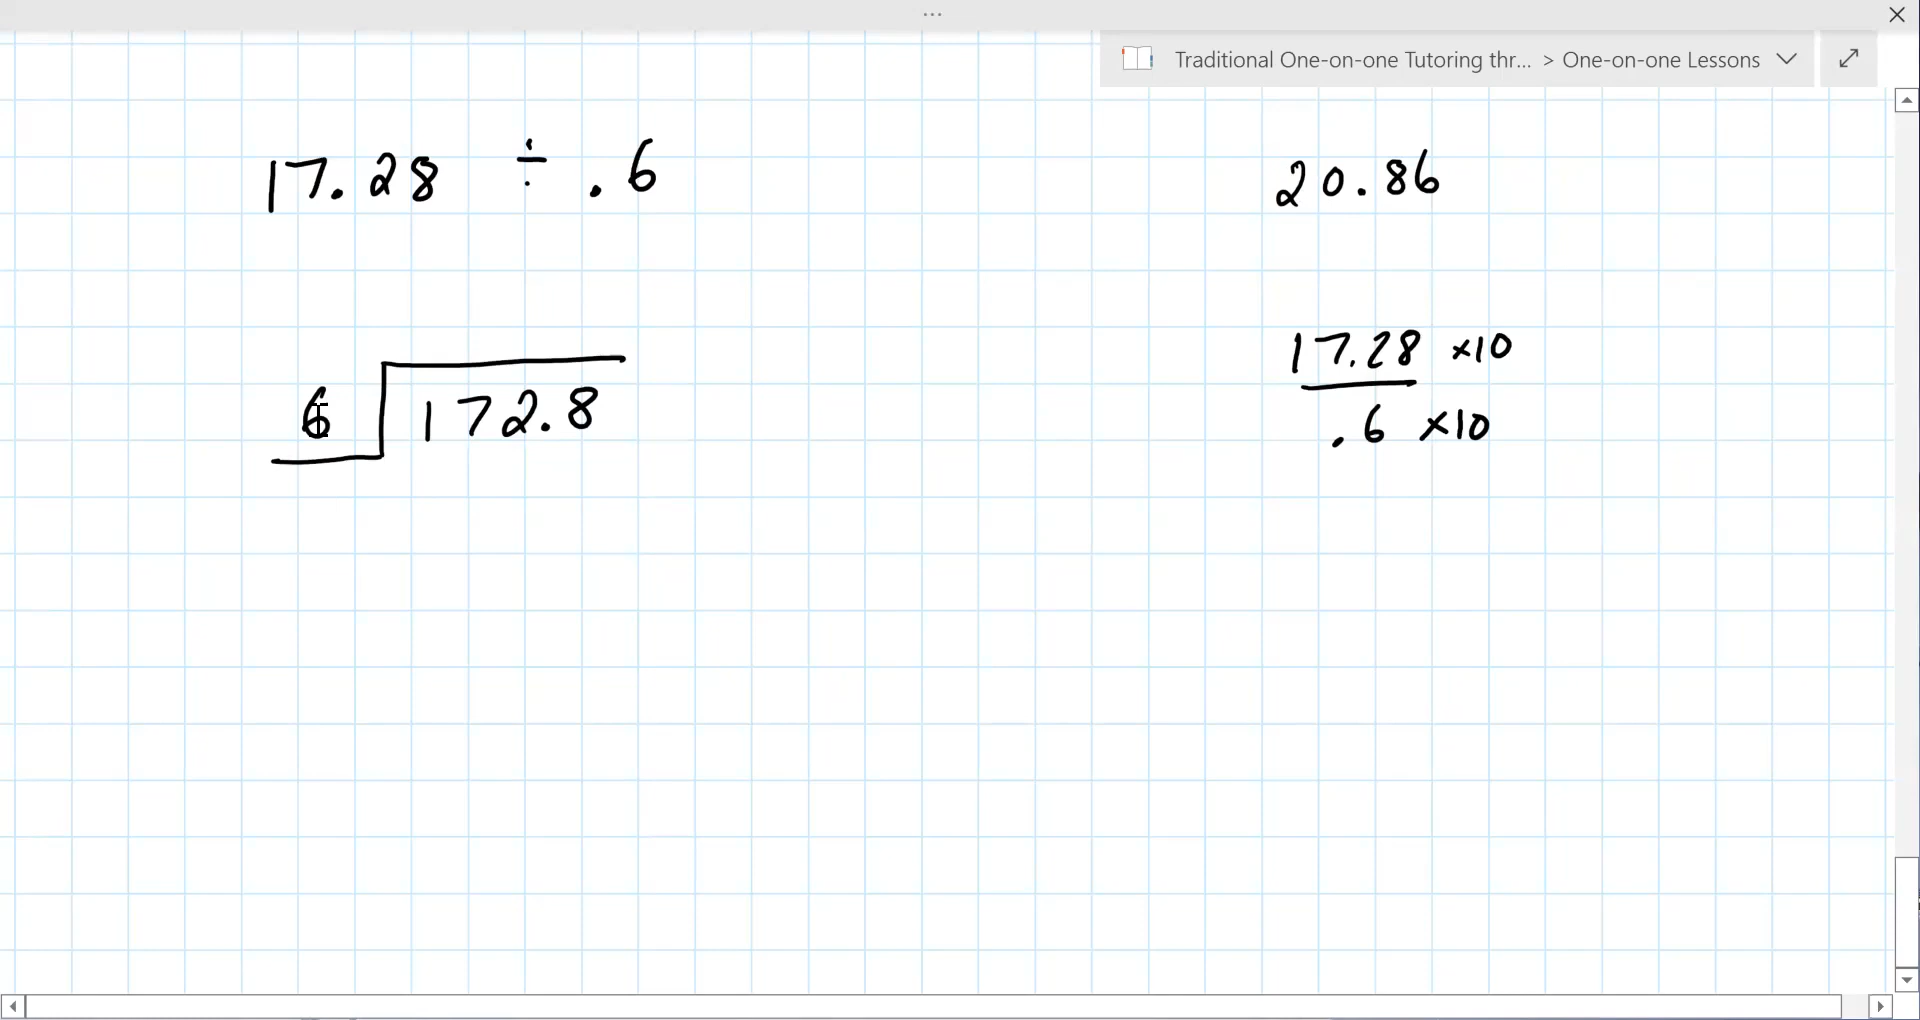 Traditional One-on-one Tutoring thr... > One-on-one Lessons
17.28 ÷ .6
20.86
17.28 ×10
.6 ×10
6 172.8